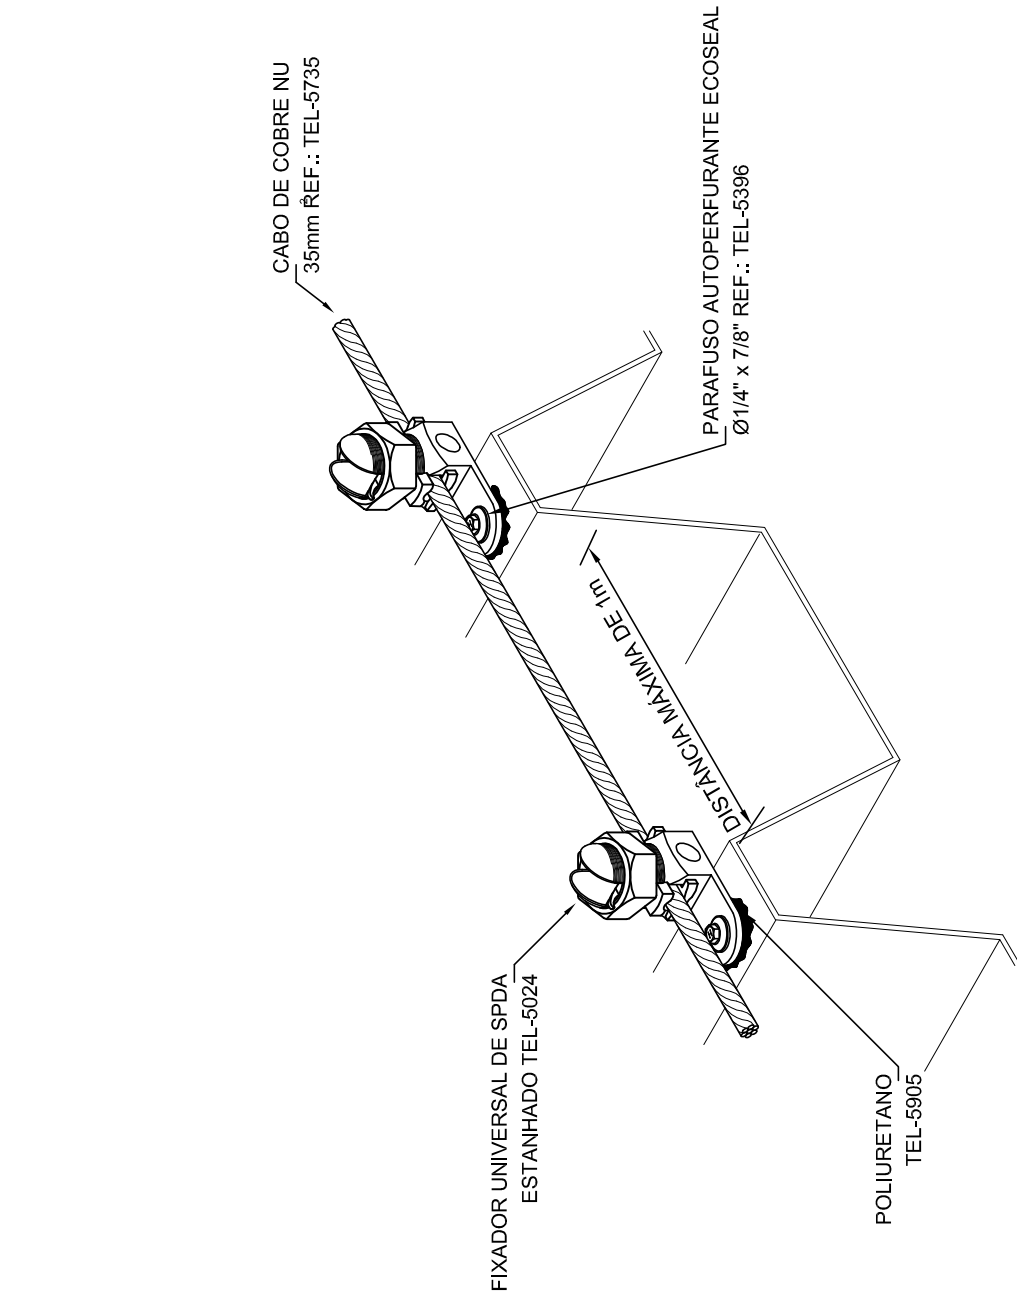 CABO DE COBRE NU
35mm² REF.: TEL-5735
PARAFUSO AUTOPERFURANTE ECOSEAL
Ø1/4" x 7/8" REF.: TEL-5396
DISTÂNCIA MÁXIMA DE 1m
FIXADOR UNIVERSAL DE SPDA
ESTANHADO TEL-5024
POLIURETANO
TEL-5905